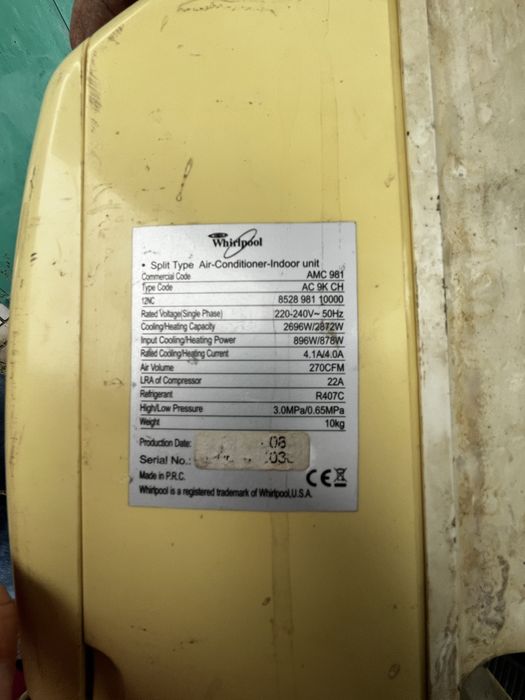 Whirlpool
• Split Type Air-Conditioner-Indoor unit
Commercial Code AMC 981
Type Code AC 9K CH
12NC 8528 981 10000
Rated Voltage(Single Phase) 220-240V~ 50Hz
Cooling/Heating Capacity 2696W/2872W
Input Cooling/Heating Power 896W/878W
Rated Cooling/Heating Current 4.1A/4.0A
Air Volume 270CFM
LRA of Compressor 22A
Refrigerant R407C
High/Low Pressure 3.0MPa/0.65MPa
Weight 10kg
Production Date: 08
Serial No.:
Made in P.R.C. CE
Whirlpool is a registered trademark of Whirlpool,U.S.A.